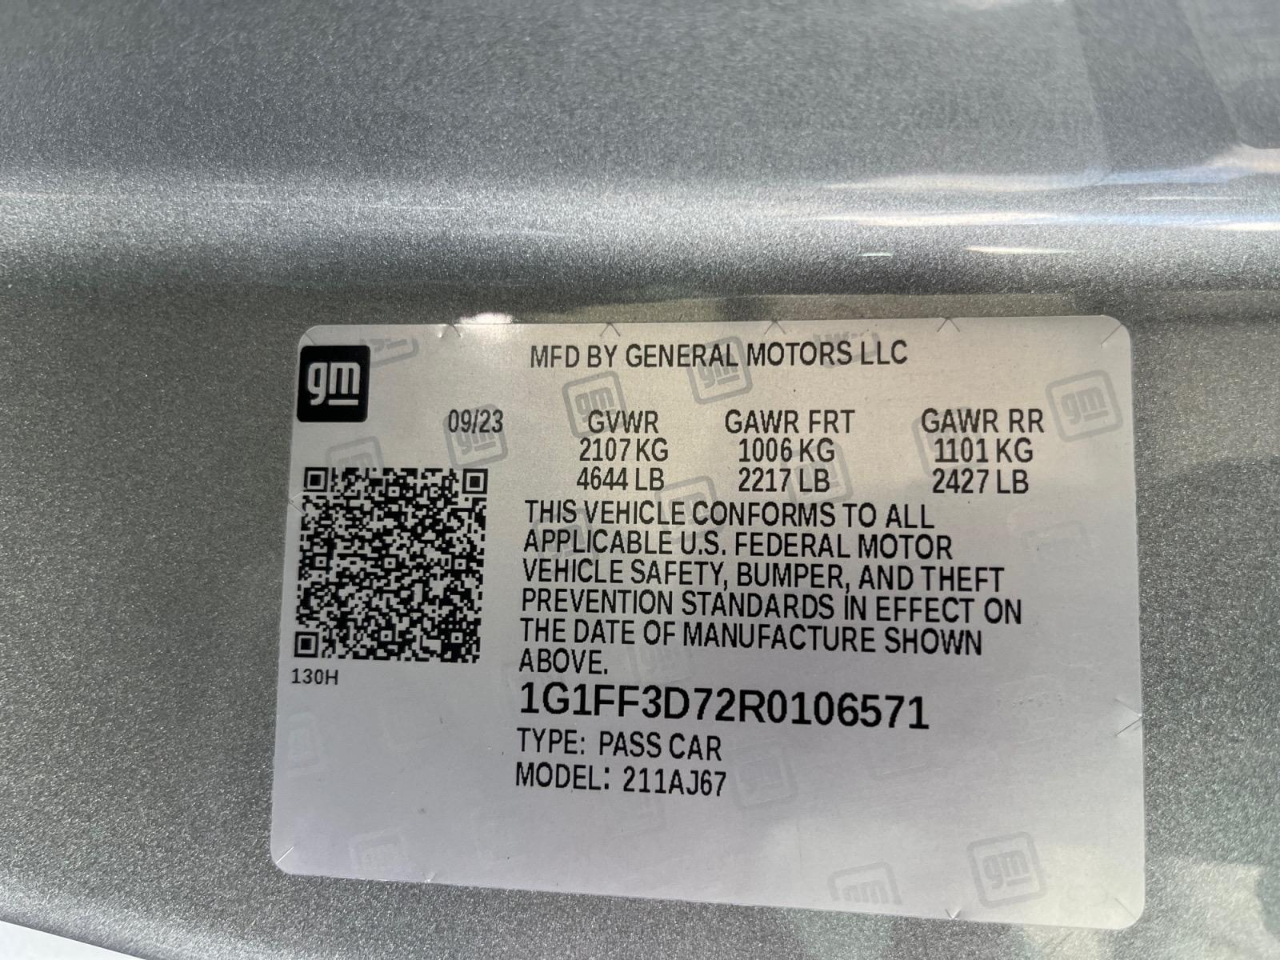 gm
MFD BY GENERAL MOTORS LLC
09/23 GVWR GAWR FRT GAWR RR
2107 KG 1006 KG 1101 KG
4644 LB 2217 LB 2427 LB
THIS VEHICLE CONFORMS TO ALL
APPLICABLE U.S. FEDERAL MOTOR
VEHICLE SAFETY, BUMPER, AND THEFT
PREVENTION STANDARDS IN EFFECT ON
THE DATE OF MANUFACTURE SHOWN
ABOVE.
130H
1G1FF3D72R0106571
TYPE: PASS CAR
MODEL: 211AJ67